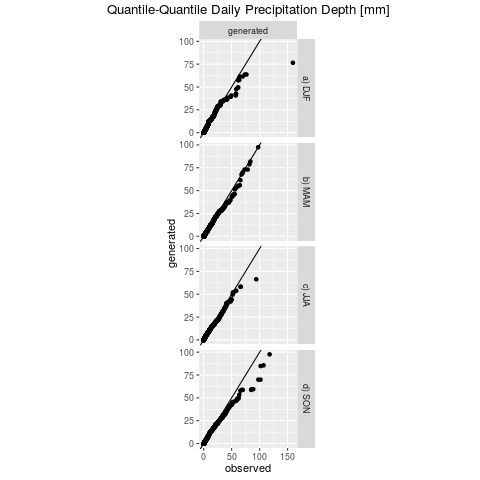 Quantile-Quantile Daily Precipitation Depth [mm]
generated
100
75
50
25
0
a) DJF
100
75
50
25
0
b) MAM
generated
100
75
50
25
0
c) JJA
100
75
50
25
0
d) SON
0 50 100 150
observed